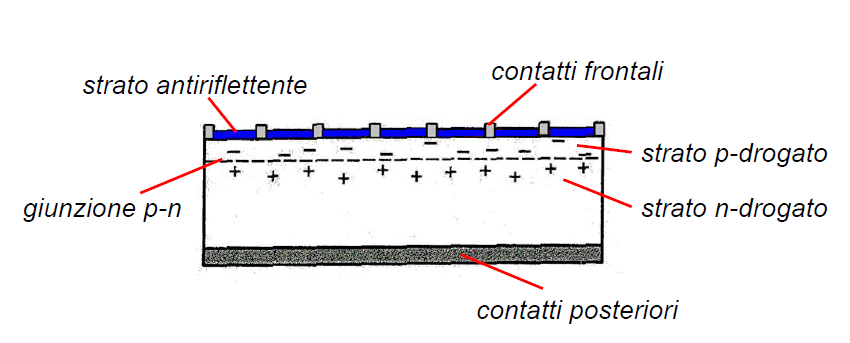 contatti frontali
strato antiriflettente
strato p-drogato
giunzione p-n
strato n-drogato
contatti posteriori